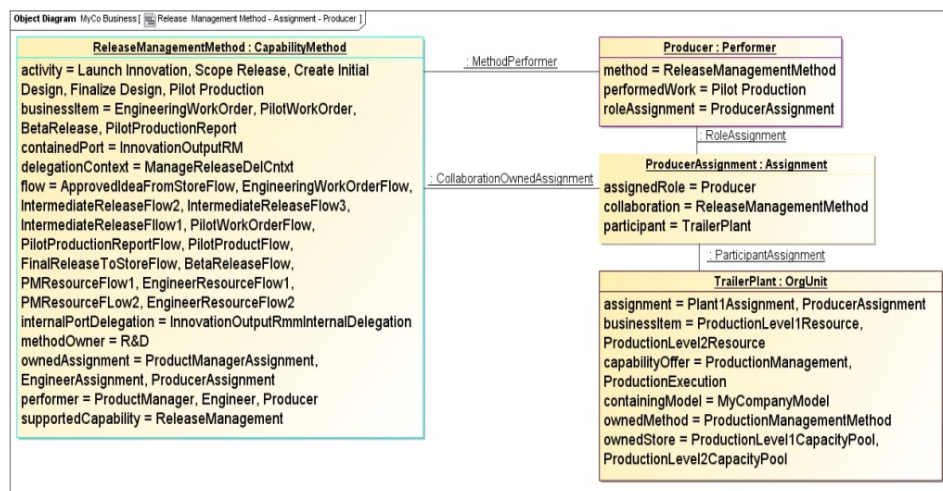 Object Diagram MyCo Business [ Release Management Method - Assignment - Producer ]
ReleaseManagementMethod : CapabilityMethod
activity = Launch Innovation, Scope Release, Create Initial
Design, Finalize Design, Pilot Production
businessItem = EngineeringWorkOrder, PilotWorkOrder,
BetaRelease, PilotProductionReport
containedPort = InnovationOutputRM
delegationContext = ManageReleaseDelCntxt
flow = ApprovedIdeaFromStoreFlow, EngineeringWorkOrderFlow,
IntermediateReleaseFlow2, IntermediateReleaseFlow3,
IntermediateReleaseFllow1, PilotWorkOrderFlow,
PilotProductionReportFlow, PilotProductFlow,
FinalReleaseToStoreFlow, BetaReleaseFlow,
PMResourceFlow1, EngineerResourceFlow1,
PMResourceFLow2, EngineerResourceFlow2
internalPortDelegation = InnovationOutputRmmInternalDelegation
methodOwner = R&D
ownedAssignment = ProductManagerAssignment,
EngineerAssignment, ProducerAssignment
performer = ProductManager, Engineer, Producer
supportedCapability = ReleaseManagement
: MethodPerformer
: CollaborationOwnedAssignment
Producer : Performer
method = ReleaseManagementMethod
performedWork = Pilot Production
roleAssignment = ProducerAssignment
: RoleAssignment
ProducerAssignment : Assignment
assignedRole = Producer
collaboration = ReleaseManagementMethod
participant = TrailerPlant
: ParticipantAssignment
TrailerPlant : OrgUnit
assignment = Plant1Assignment, ProducerAssignment
businessItem = ProductionLevel1Resource,
ProductionLevel2Resource
capabilityOffer = ProductionManagement,
ProductionExecution
containingModel = MyCompanyModel
ownedMethod = ProductionManagementMethod
ownedStore = ProductionLevel1CapacityPool,
ProductionLevel2CapacityPool